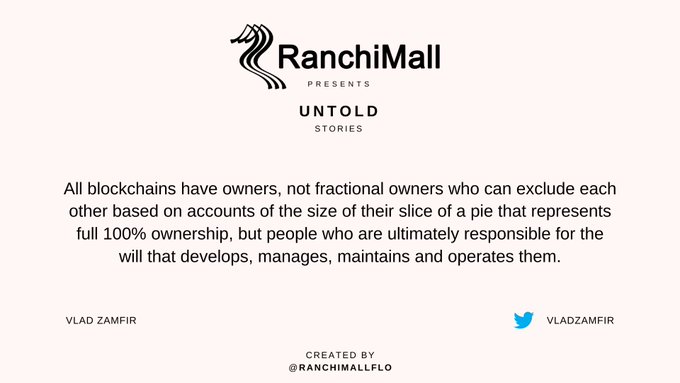 RanchiMall
PRESENTS
UNTOLD
STORIES
All blockchains have owners, not fractional owners who can exclude each
other based on accounts of the size of their slice of a pie that represents
full 100% ownership, but people who are ultimately responsible for the
will that develops, manages, maintains and operates them.
VLAD ZAMFIR
VLADZAMFIR
CREATED BY
@RANCHIMALLFLO